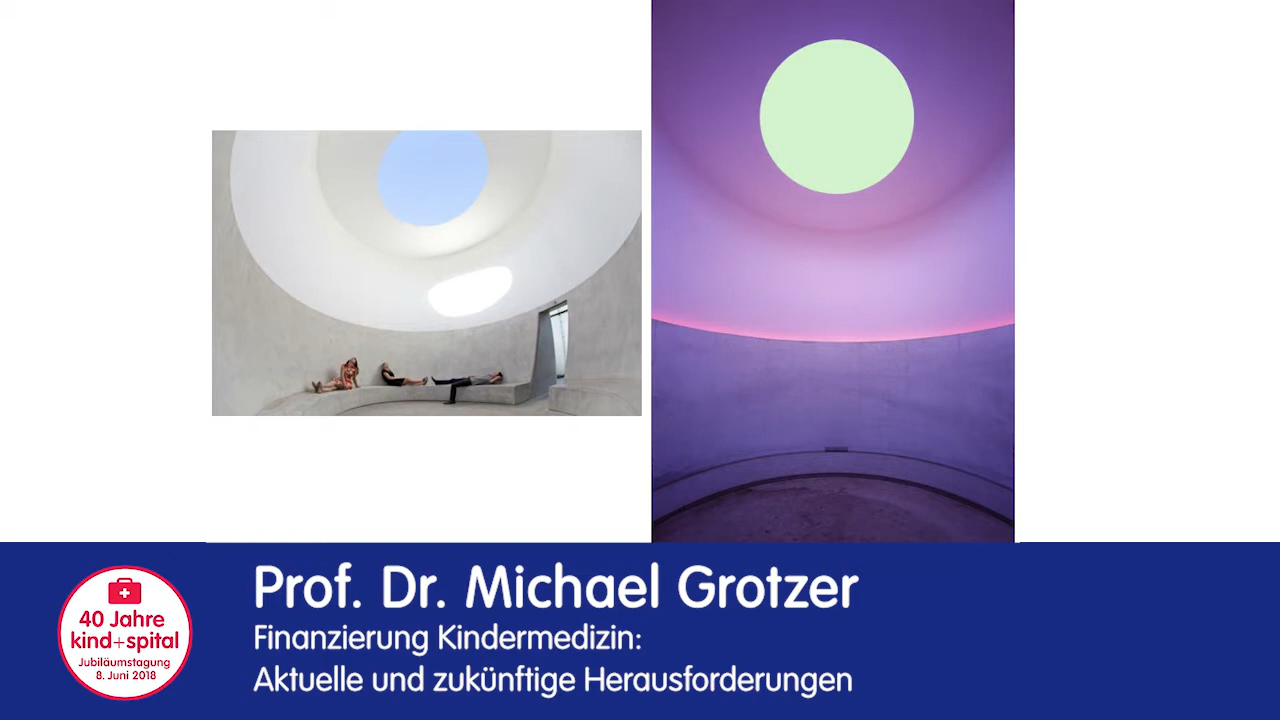 Prof. Dr. Michael Grotzer
Finanzierung Kindermedizin:
Aktuelle und zukünftige Herausforderungen
40 Jahre
kind+spital
Jubiläumstagung
8. Juni 2018